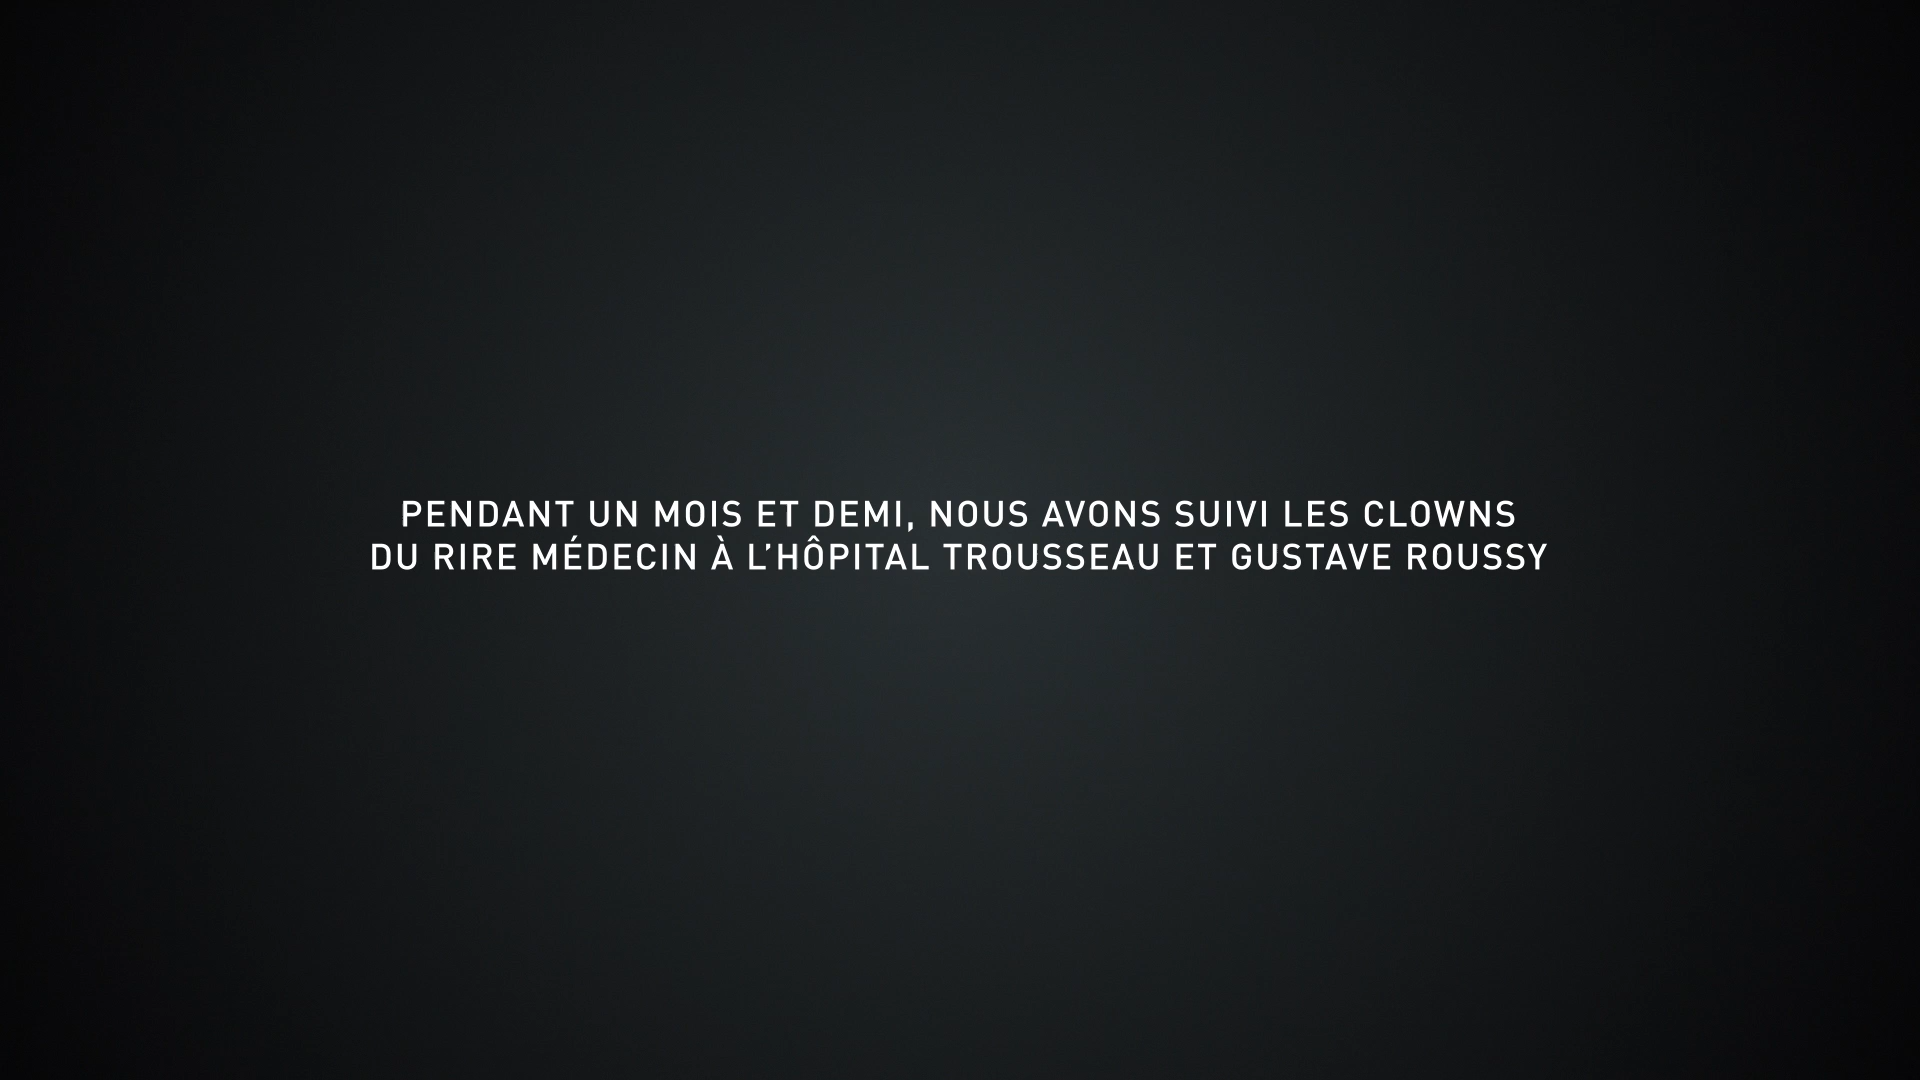 PENDANT UN MOIS ET DEMI, NOUS AVONS SUIVI LES CLOWNS
DU RIRE MÉDECIN À L’HÔPITAL TROUSSEAU ET GUSTAVE ROUSSY